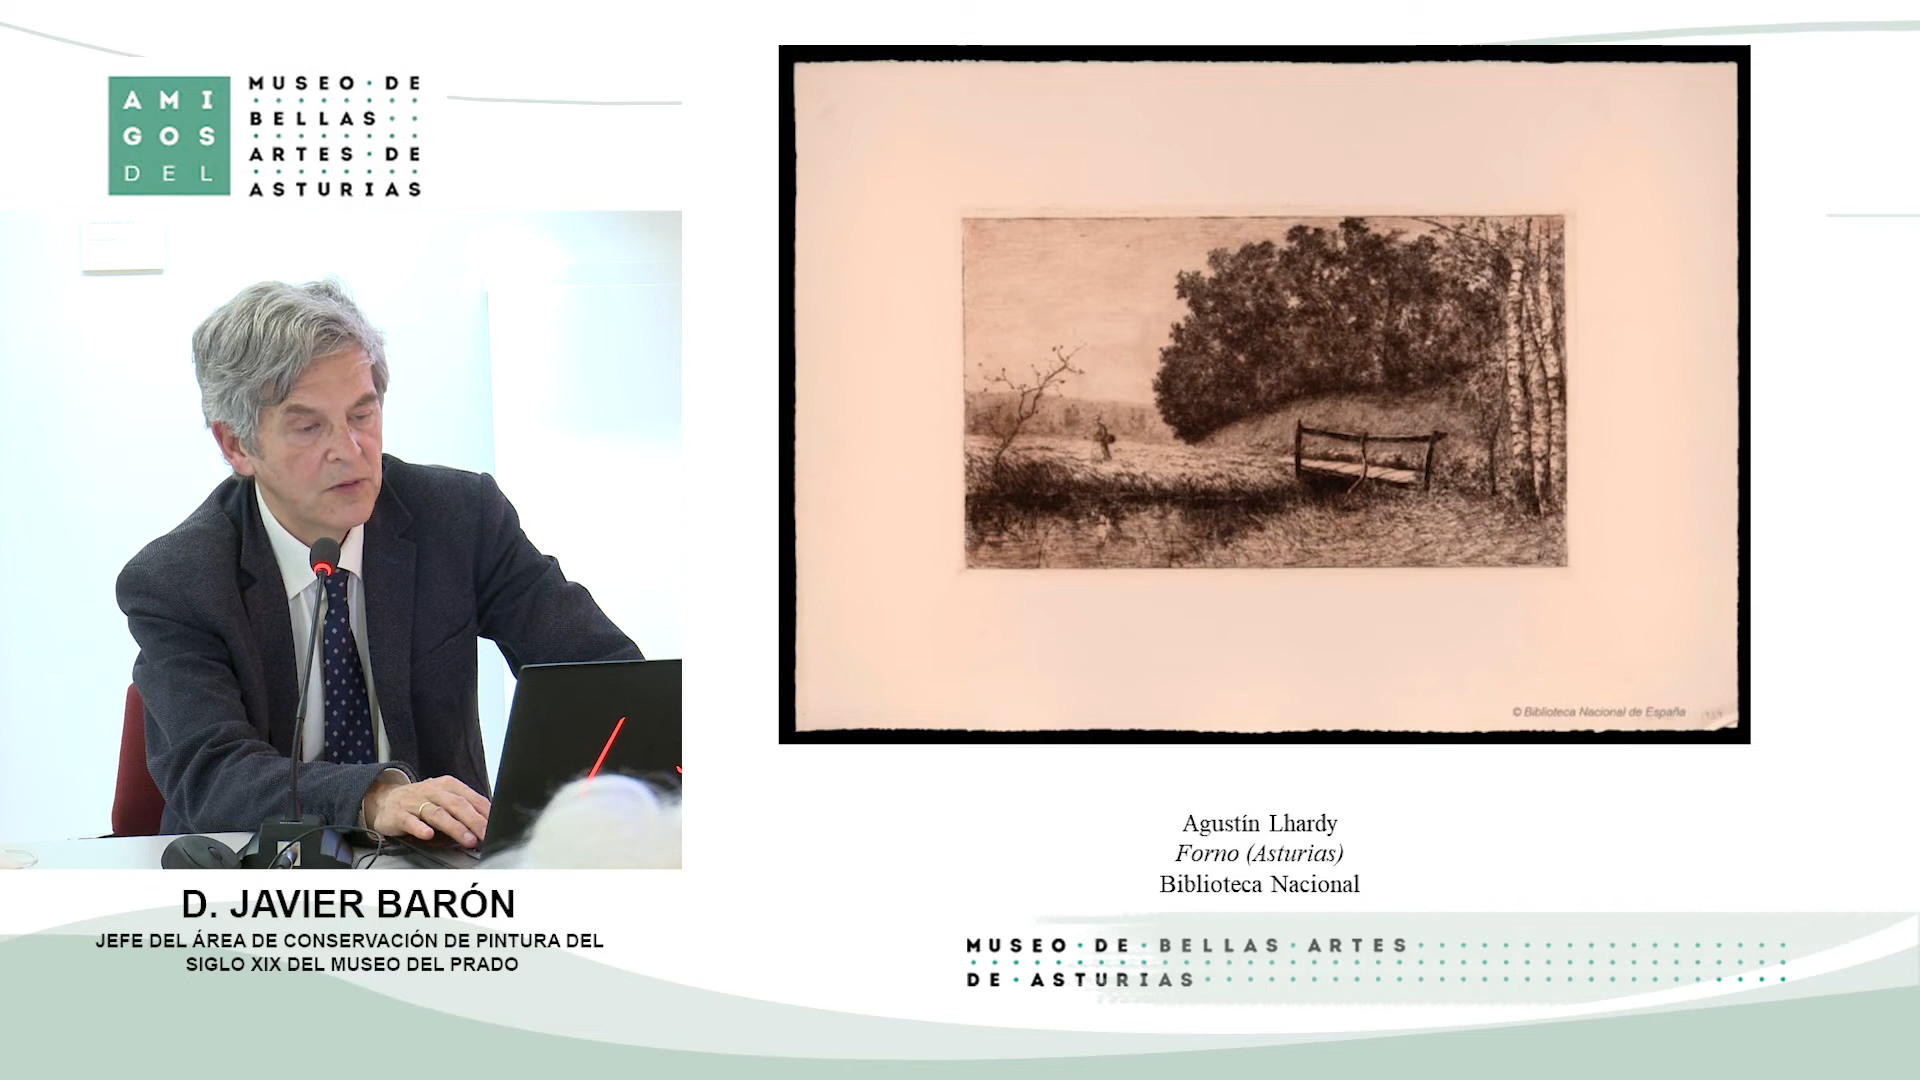 AMI
GOS
DEL
MUSEO·DE
BELLAS
ARTES·DE
ASTURIAS
© Biblioteca Nacional de España
Agustín Lhardy
Forno (Asturias)
Biblioteca Nacional
D. JAVIER BARÓN
JEFE DEL ÁREA DE CONSERVACIÓN DE PINTURA DEL
SIGLO XIX DEL MUSEO DEL PRADO
MUSEO·DE·BELLAS·ARTES
DE·ASTURIAS